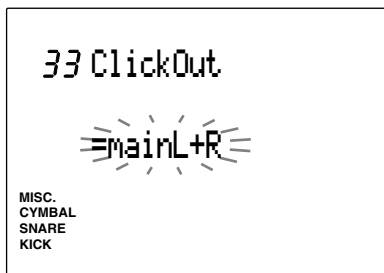 33 ClickOut
=mainL+R
MISC.
CYMBAL
SNARE
KICK